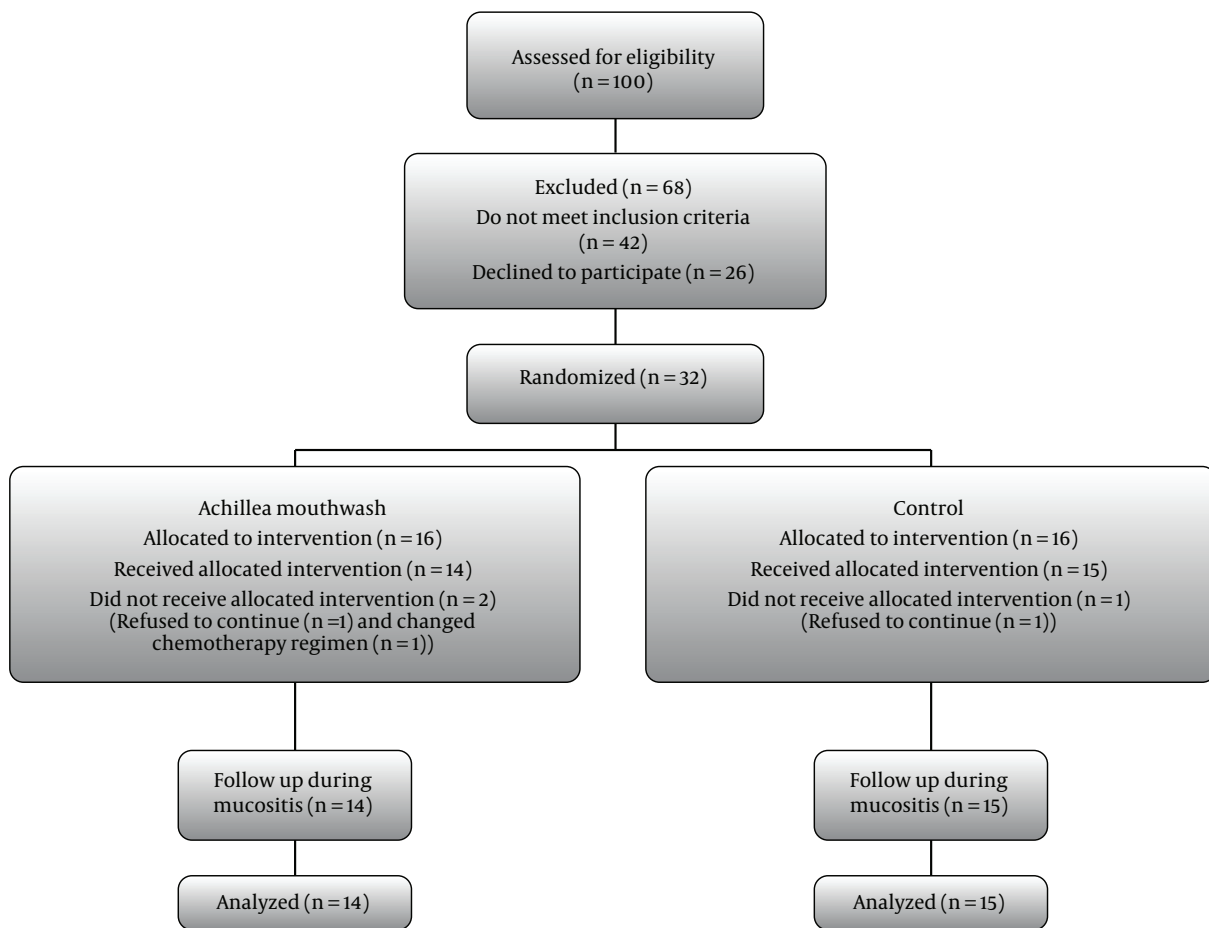 Assessed for eligibility
(n = 100)
Excluded (n = 68)
Do not meet inclusion criteria
(n = 42)
Declined to participate (n = 26)
Randomized (n = 32)
Achillea mouthwash
Allocated to intervention (n = 16)
Received allocated intervention (n = 14)
Did not receive allocated intervention (n = 2)
(Refused to continue (n =1) and changed
chemotherapy regimen (n = 1))
Control
Allocated to intervention (n = 16)
Received allocated intervention (n = 15)
Did not receive allocated intervention (n = 1)
(Refused to continue (n = 1))
Follow up during
mucositis (n = 14)
Follow up during
mucositis (n = 15)
Analyzed (n = 14)
Analyzed (n = 15)